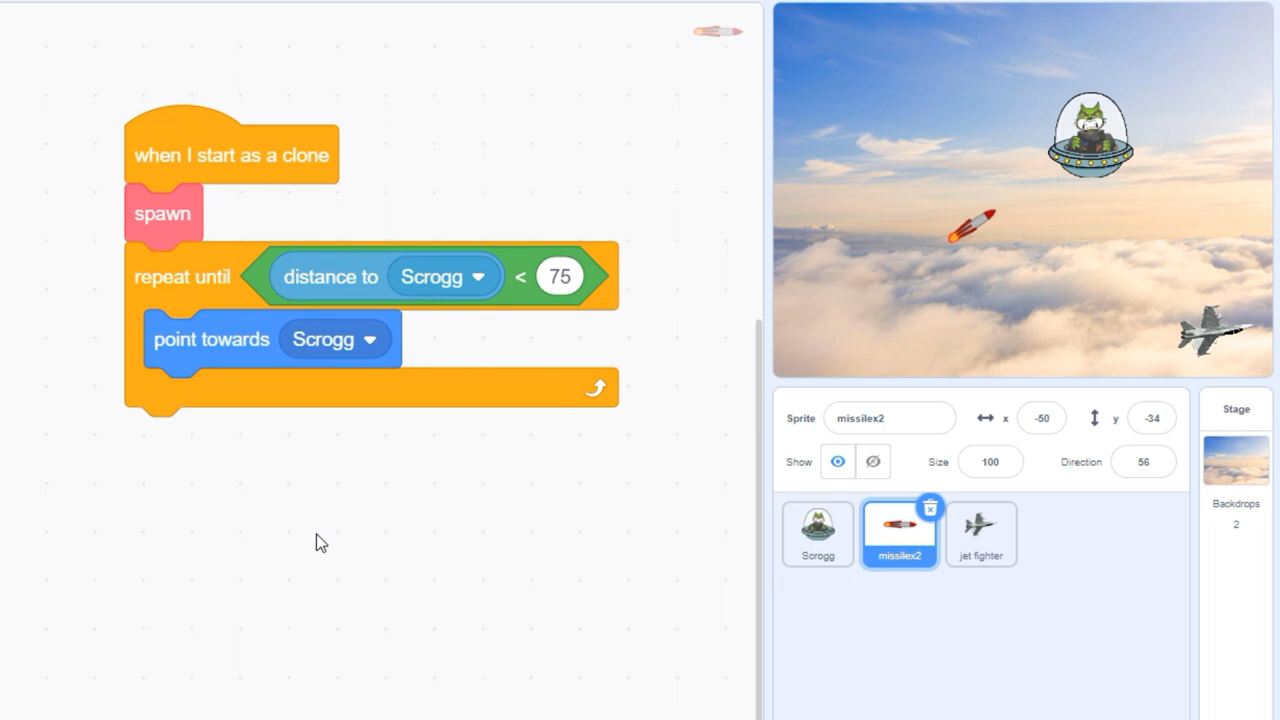 when I start as a clone
spawn
repeat until distance to Scrogg < 75
point towards Scrogg
Sprite missilex2 x -50 y -34
Show Size 100 Direction 56
Scrogg missilex2 jet fighter
Stage
Backdrops
2